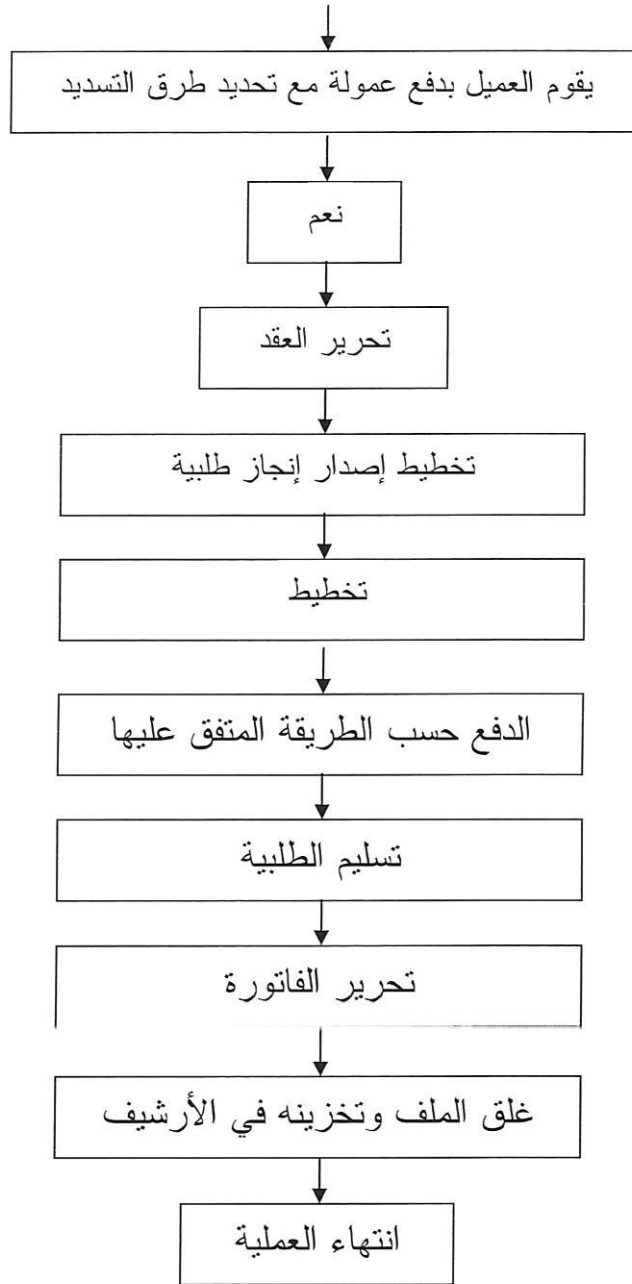 يقوم العميل بدفع عمولة مع تحديد طرق التسديد
نعم
تحرير العقد
تخطيط إصدار إنجاز طلبية
تخطيط
الدفع حسب الطريقة المتفق عليها
تسليم الطلبية
تحرير الفاتورة
غلق الملف وتخزينه في الأرشيف
انتهاء العملية